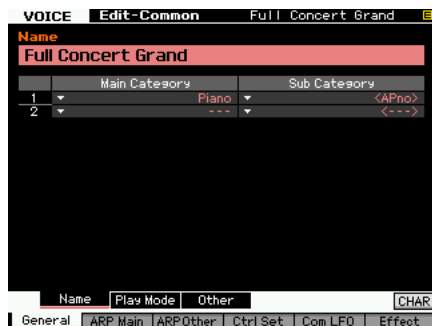 VOICE Edit-Common Full Concert Grand E
Name
Full Concert Grand
Main Category Sub Category
1 Piano <APno>
2 --- <--->
Name Play Mode Other CHAR
General ARP Main ARP Other Ctrl Set Com LFO Effect